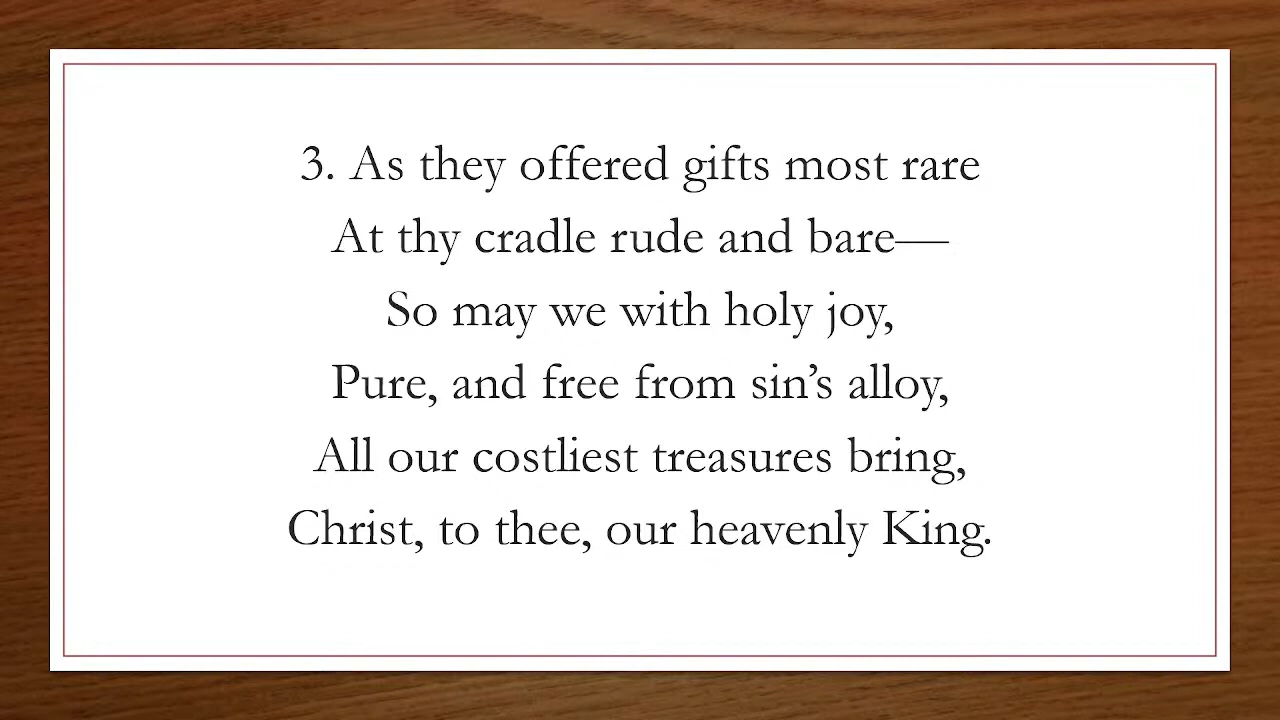 3. As they offered gifts most rare
At thy cradle rude and bare—
So may we with holy joy,
Pure, and free from sin’s alloy,
All our costliest treasures bring,
Christ, to thee, our heavenly King.